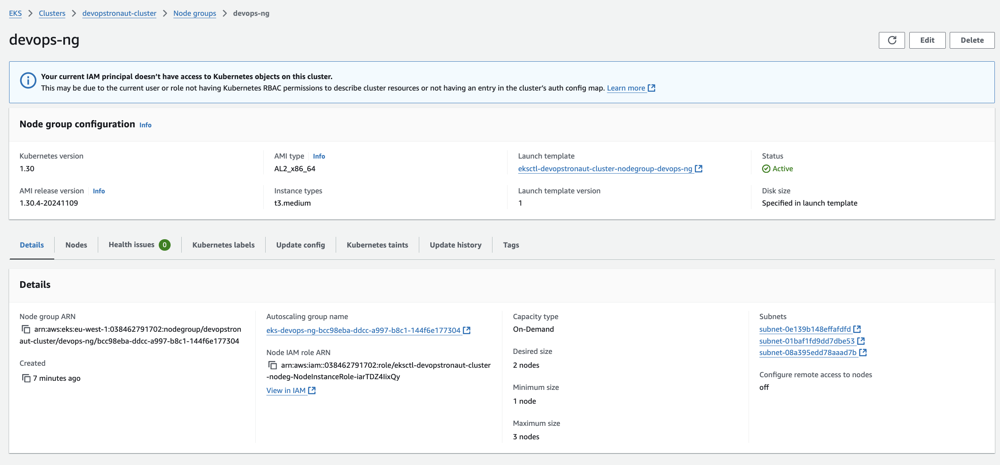 EKS > Clusters > devopstronaut-cluster > Node groups > devops-ng
devops-ng
Edit
Delete
Your current IAM principal doesn't have access to Kubernetes objects on this cluster.
This may be due to the current user or role not having Kubernetes RBAC permissions to describe cluster resources or not having an entry in the cluster's auth config map. Learn more
Node group configuration Info
Kubernetes version
1.30
AMI type Info
AL2_x86_64
Launch template
eksctl-devopstronaut-cluster-nodegroup-devops-ng
Status
Active
AMI release version Info
1.30.4-20241109
Instance types
t3.medium
Launch template version
1
Disk size
Specified in launch template
Details
Nodes
Health issues 0
Kubernetes labels
Update config
Kubernetes taints
Update history
Tags
Details
Node group ARN
arn:aws:eks:eu-west-1:038462791702:nodegroup/devopstron
aut-cluster/devops-ng/bcc98eba-ddcc-a997-b8c1-144f6e177304
Created
7 minutes ago
Autoscaling group name
eks-devops-ng-bcc98eba-ddcc-a997-b8c1-144f6e177304
Node IAM role ARN
arn:aws:iam::038462791702:role/eksctl-devopstronaut-cluster
-nodeg-NodeInstanceRole-iarTDZ4IixQy
View in IAM
Capacity type
On-Demand
Desired size
2 nodes
Minimum size
1 node
Maximum size
3 nodes
Subnets
subnet-0e139b148effafdfd
subnet-01baf1fd9dd7dbe53
subnet-08a395edd78aaad7b
Configure remote access to nodes
off